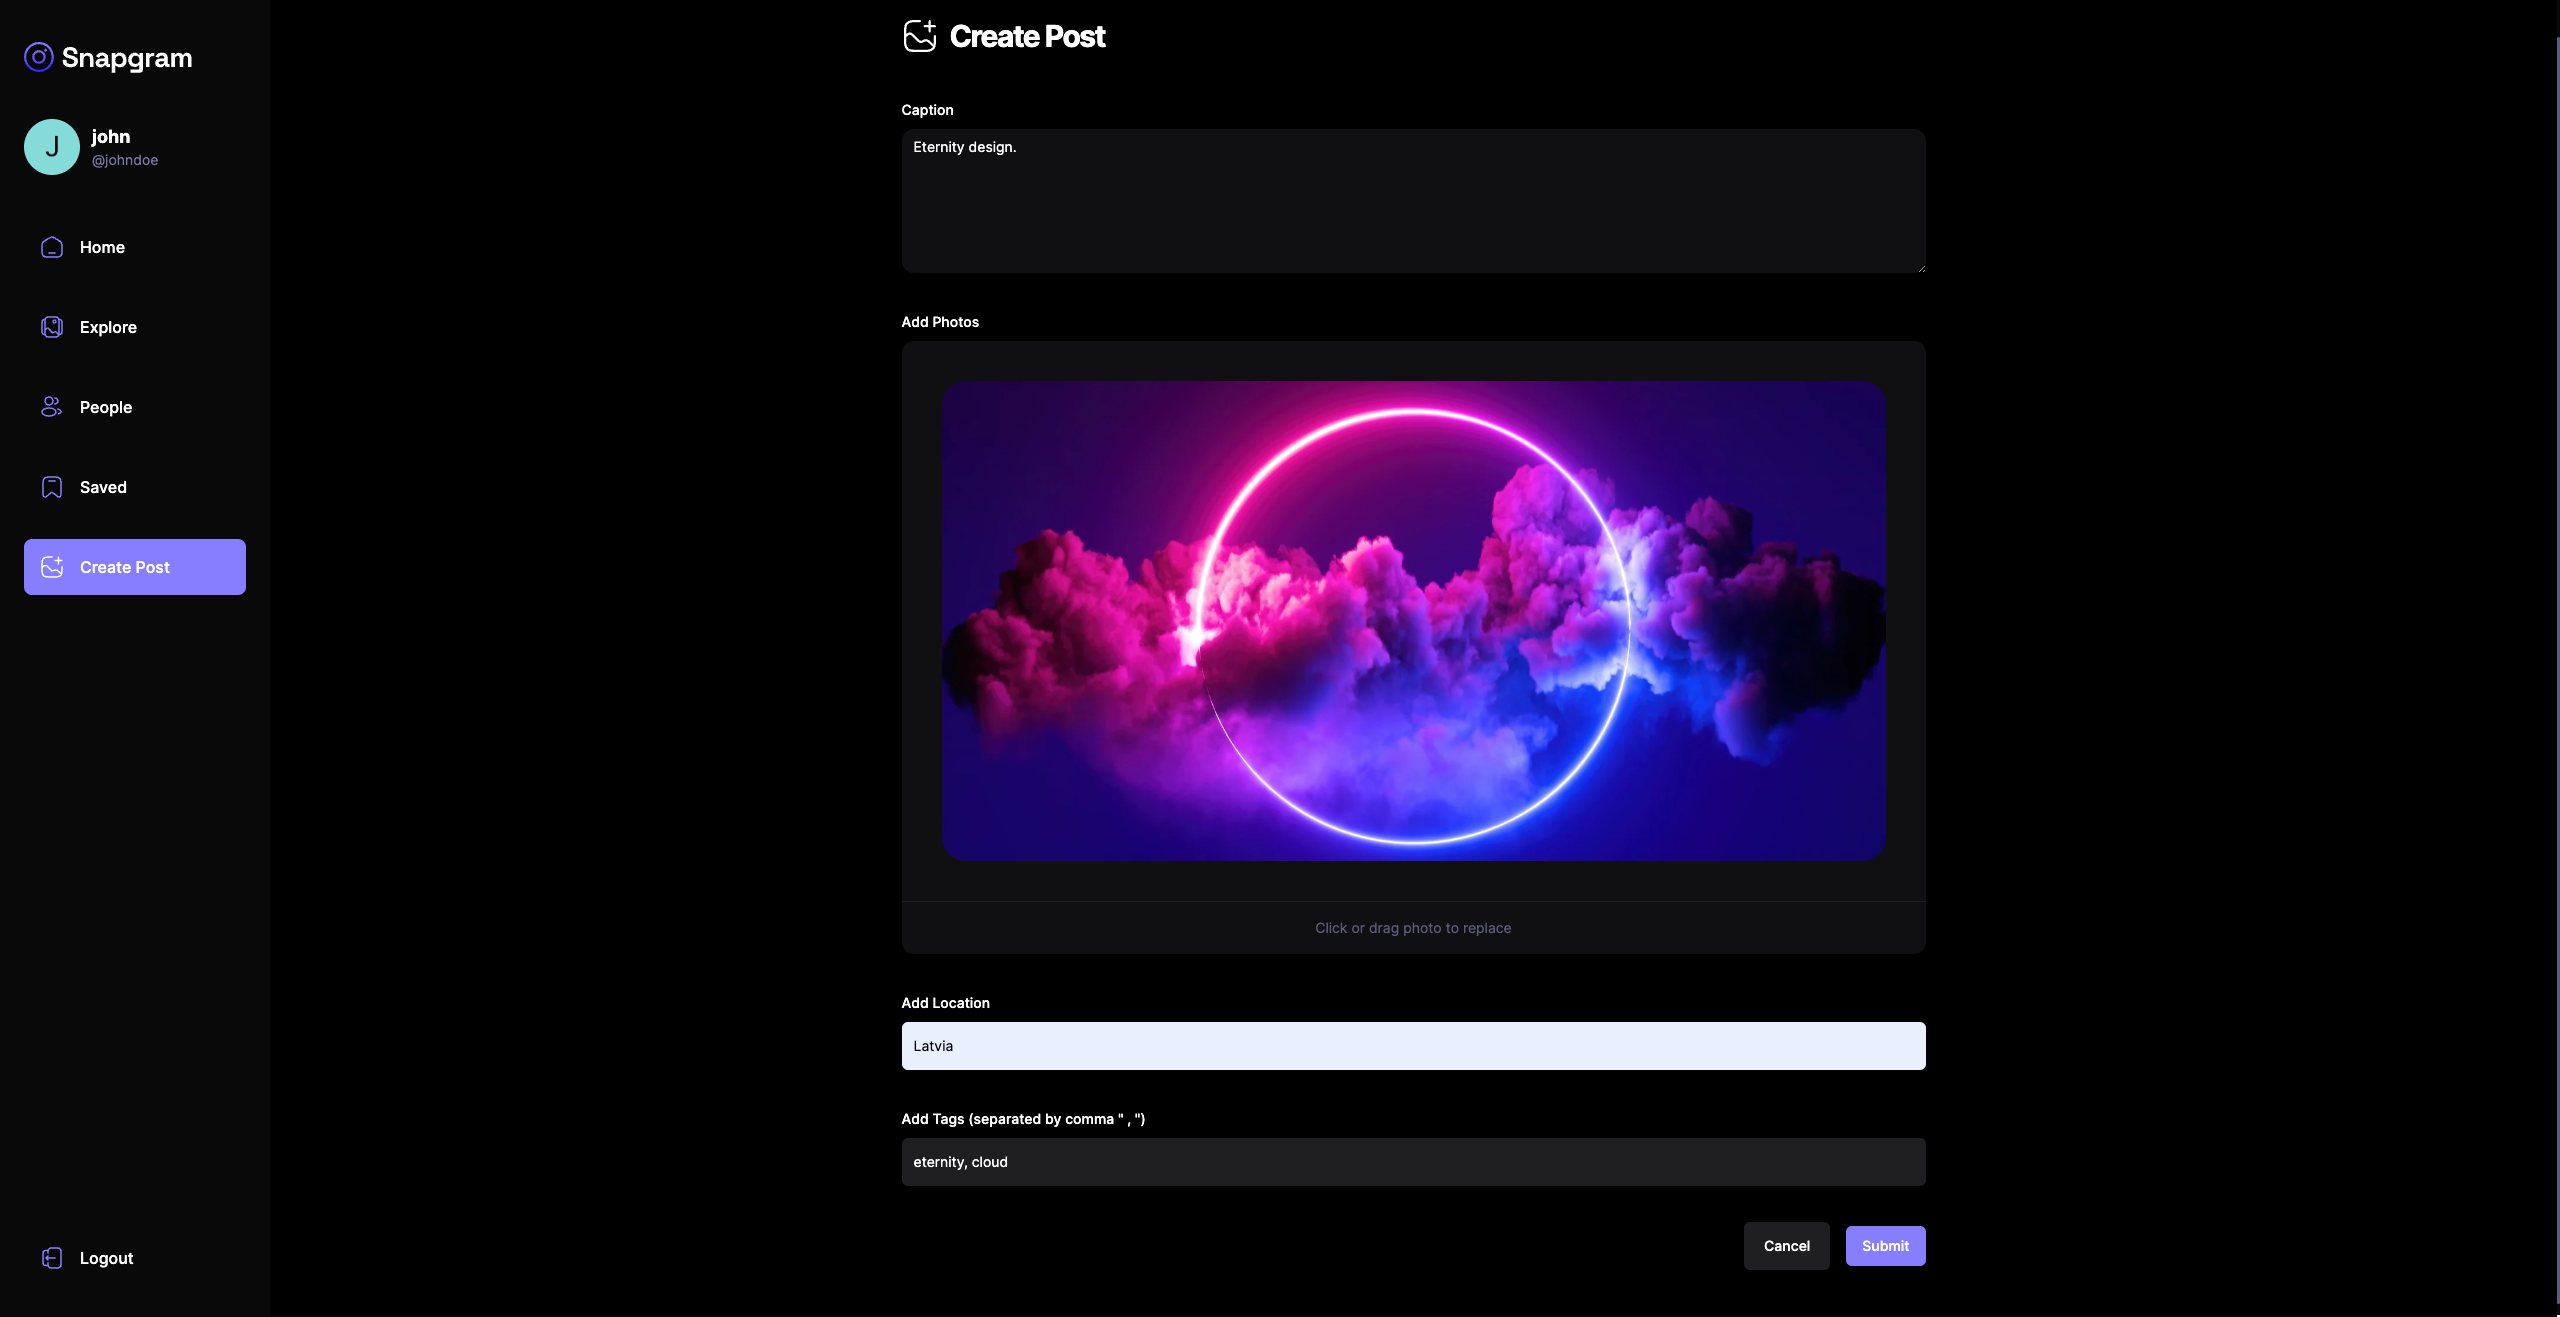 Snapgram
J
john
@johndoe
Home
Explore
People
Saved
Create Post
Logout
Create Post
Caption
Eternity design.
Add Photos
Click or drag photo to replace
Add Location
Latvia
Add Tags (separated by comma " , ")
eternity, cloud
Cancel
Submit